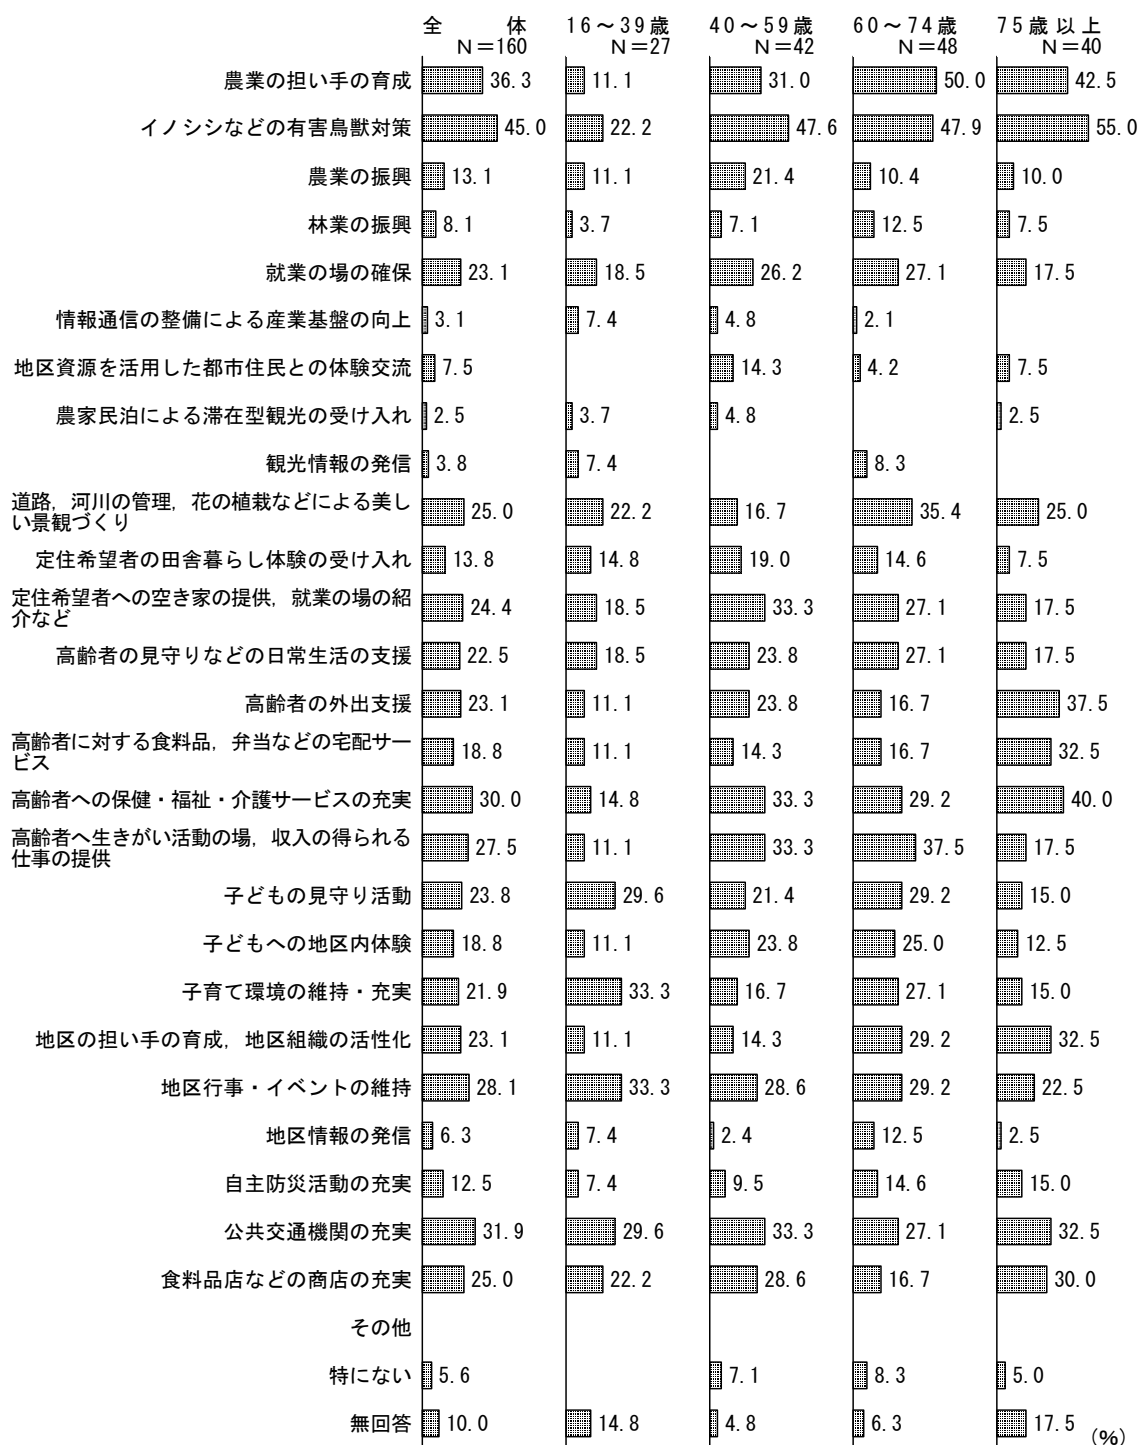 全　体　16～39歳　40～59歳　60～74歳　75歳以上
N=160　N=27　N=42　N=48　N=40
農業の担い手の育成　36.3　11.1　31.0　50.0　42.5
イノシシなどの有害鳥獣対策　45.0　22.2　47.6　47.9　55.0
農業の振興　13.1　11.1　21.4　10.4　10.0
林業の振興　8.1　3.7　7.1　12.5　7.5
就業の場の確保　23.1　18.5　26.2　27.1　17.5
情報通信の整備による産業基盤の向上　3.1　7.4　4.8　2.1
地区資源を活用した都市住民との体験交流　7.5　14.3　4.2　7.5
農家民泊による滞在型観光の受け入れ　2.5　3.7　4.8　2.5
観光情報の発信　3.8　7.4　8.3
道路，河川の管理，花の植栽などによる美し
い景観づくり　25.0　22.2　16.7　35.4　25.0
定住希望者の田舎暮らし体験の受け入れ　13.8　14.8　19.0　14.6　7.5
定住希望者への空き家の提供，就業の場の紹
介など　24.4　18.5　33.3　27.1　17.5
高齢者の見守りなどの日常生活の支援　22.5　18.5　23.8　27.1　17.5
高齢者の外出支援　23.1　11.1　23.8　16.7　37.5
高齢者に対する食料品，弁当などの宅配サー
ビス　18.8　11.1　14.3　16.7　32.5
高齢者への保健・福祉・介護サービスの充実　30.0　14.8　33.3　29.2　40.0
高齢者へ生きがい活動の場，収入の得られる
仕事の提供　27.5　11.1　33.3　37.5　17.5
子どもの見守り活動　23.8　29.6　21.4　29.2　15.0
子どもへの地区内体験　18.8　11.1　23.8　25.0　12.5
子育て環境の維持・充実　21.9　33.3　16.7　27.1　15.0
地区の担い手の育成，地区組織の活性化　23.1　11.1　14.3　29.2　32.5
地区行事・イベントの維持　28.1　33.3　28.6　29.2　22.5
地区情報の発信　6.3　7.4　2.4　12.5　2.5
自主防災活動の充実　12.5　7.4　9.5　14.6　15.0
公共交通機関の充実　31.9　29.6　33.3　27.1　32.5
食料品店などの商店の充実　25.0　22.2　28.6　16.7　30.0
その他
特にない　5.6　7.1　8.3　5.0
無回答　10.0　14.8　4.8　6.3　17.5
(%)